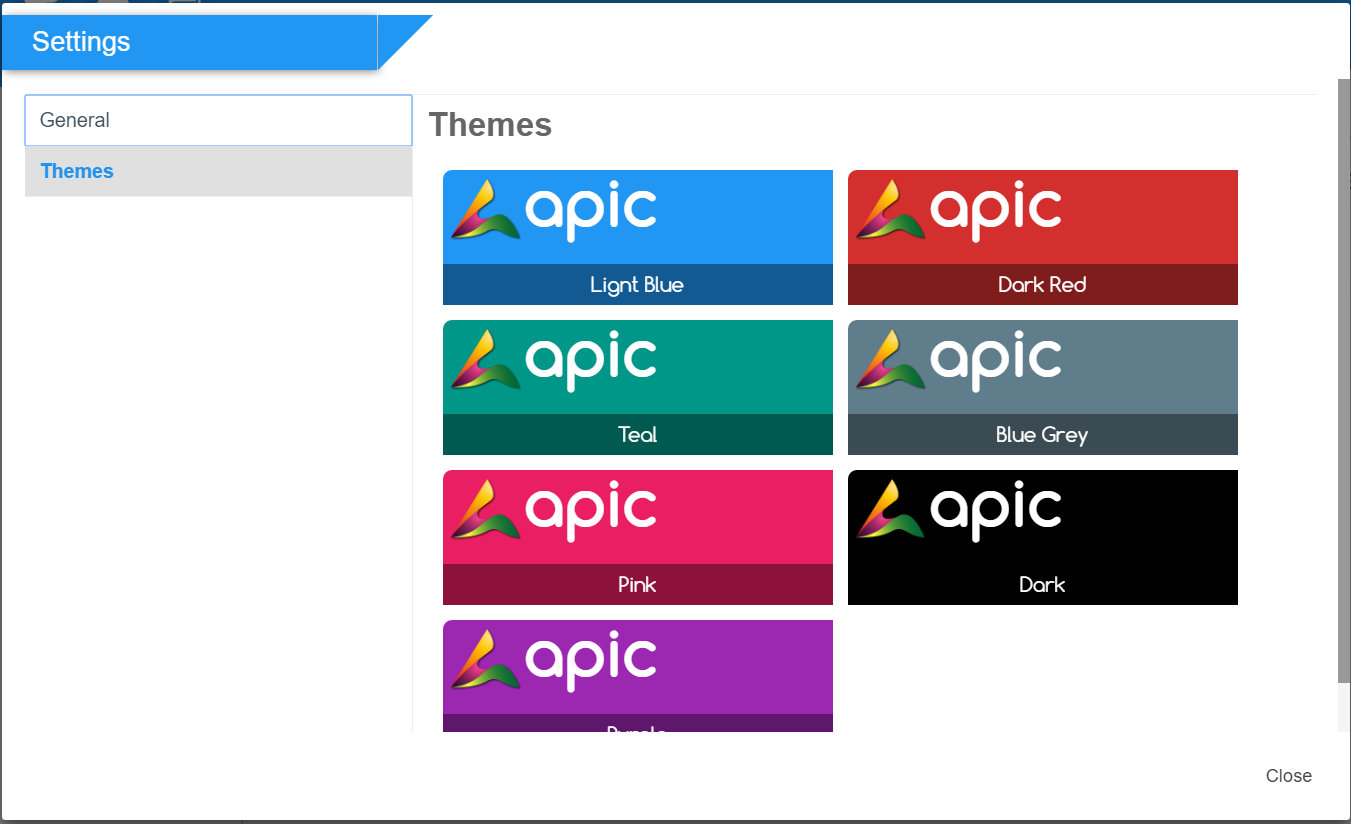 Settings
General
Themes
Themes
apic
Lignt Blue
apic
Dark Red
apic
Teal
apic
Blue Grey
apic
Pink
apic
Dark
apic
Purple
Close